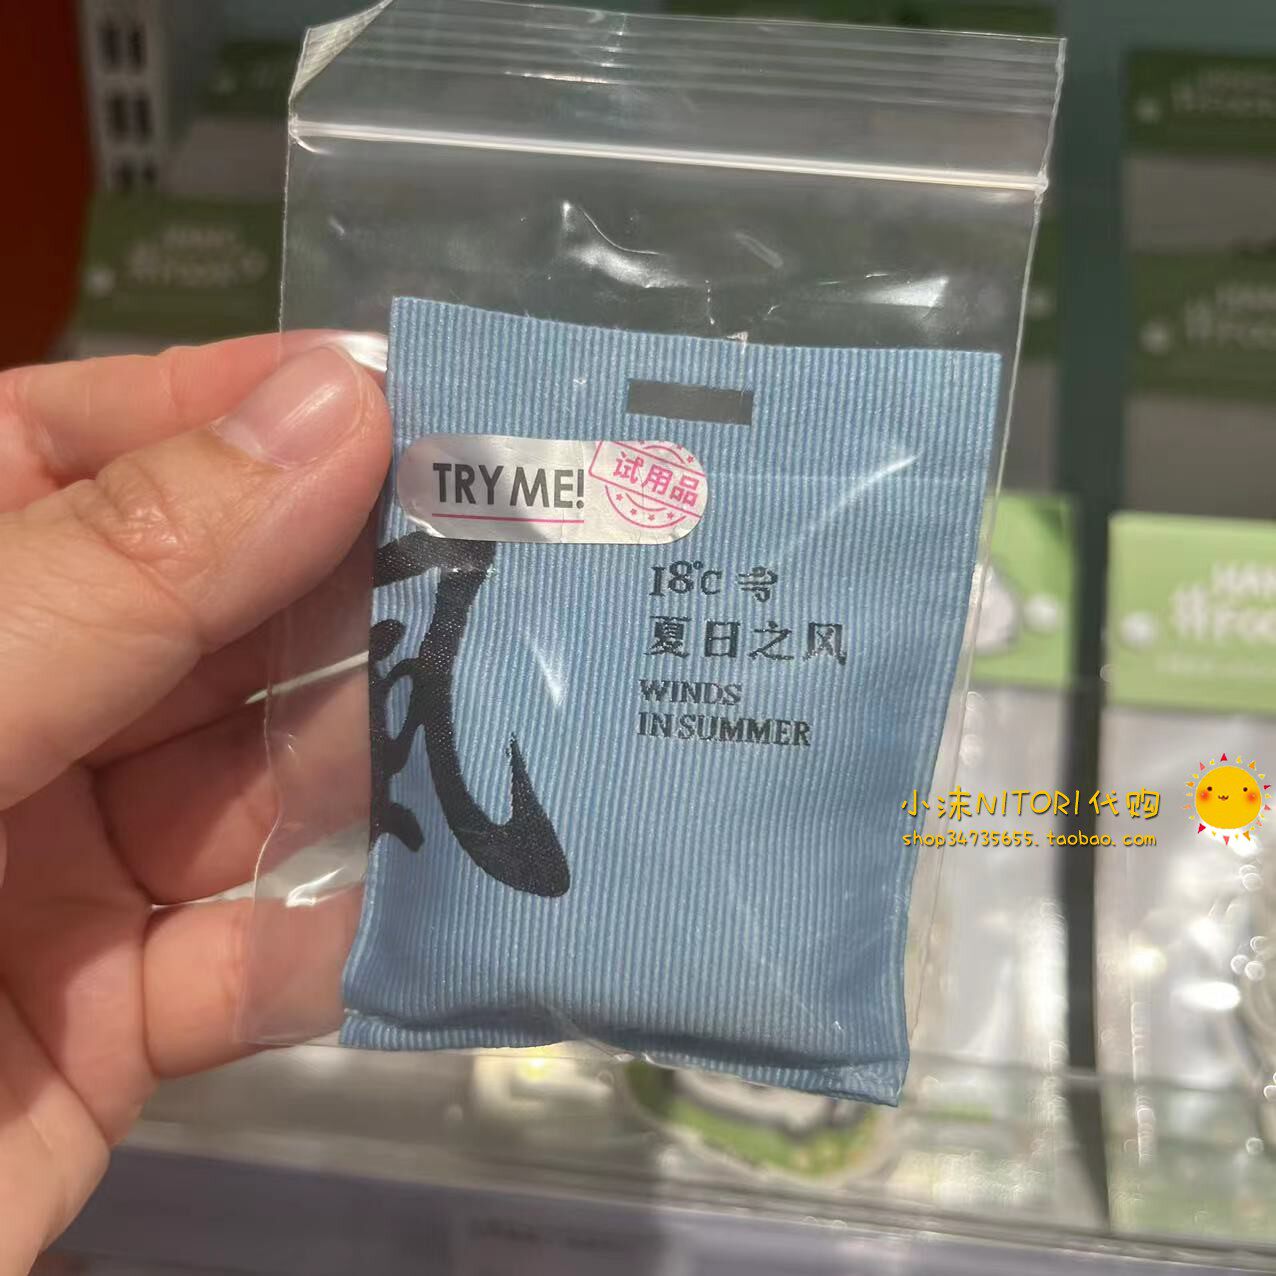 TRY ME!
试用品
18℃
夏日之风
WINDS
IN SUMMER
小沫NITORI代购
shop34735655.taobao.com